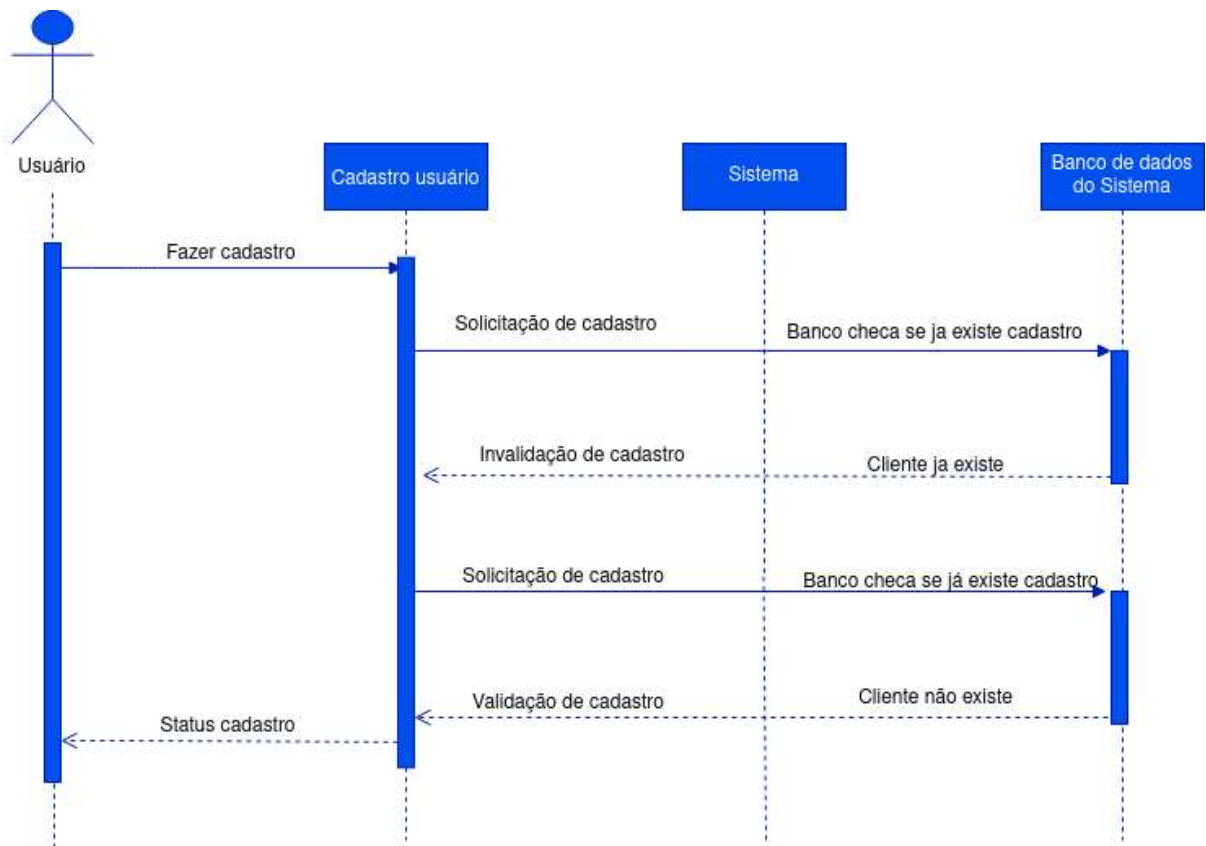 Usuário
Cadastro usuário
Sistema
Banco de dados
do Sistema
Fazer cadastro
Solicitação de cadastro
Banco checa se ja existe cadastro
Invalidação de cadastro
Cliente ja existe
Solicitação de cadastro
Banco checa se já existe cadastro
Validação de cadastro
Cliente não existe
Status cadastro